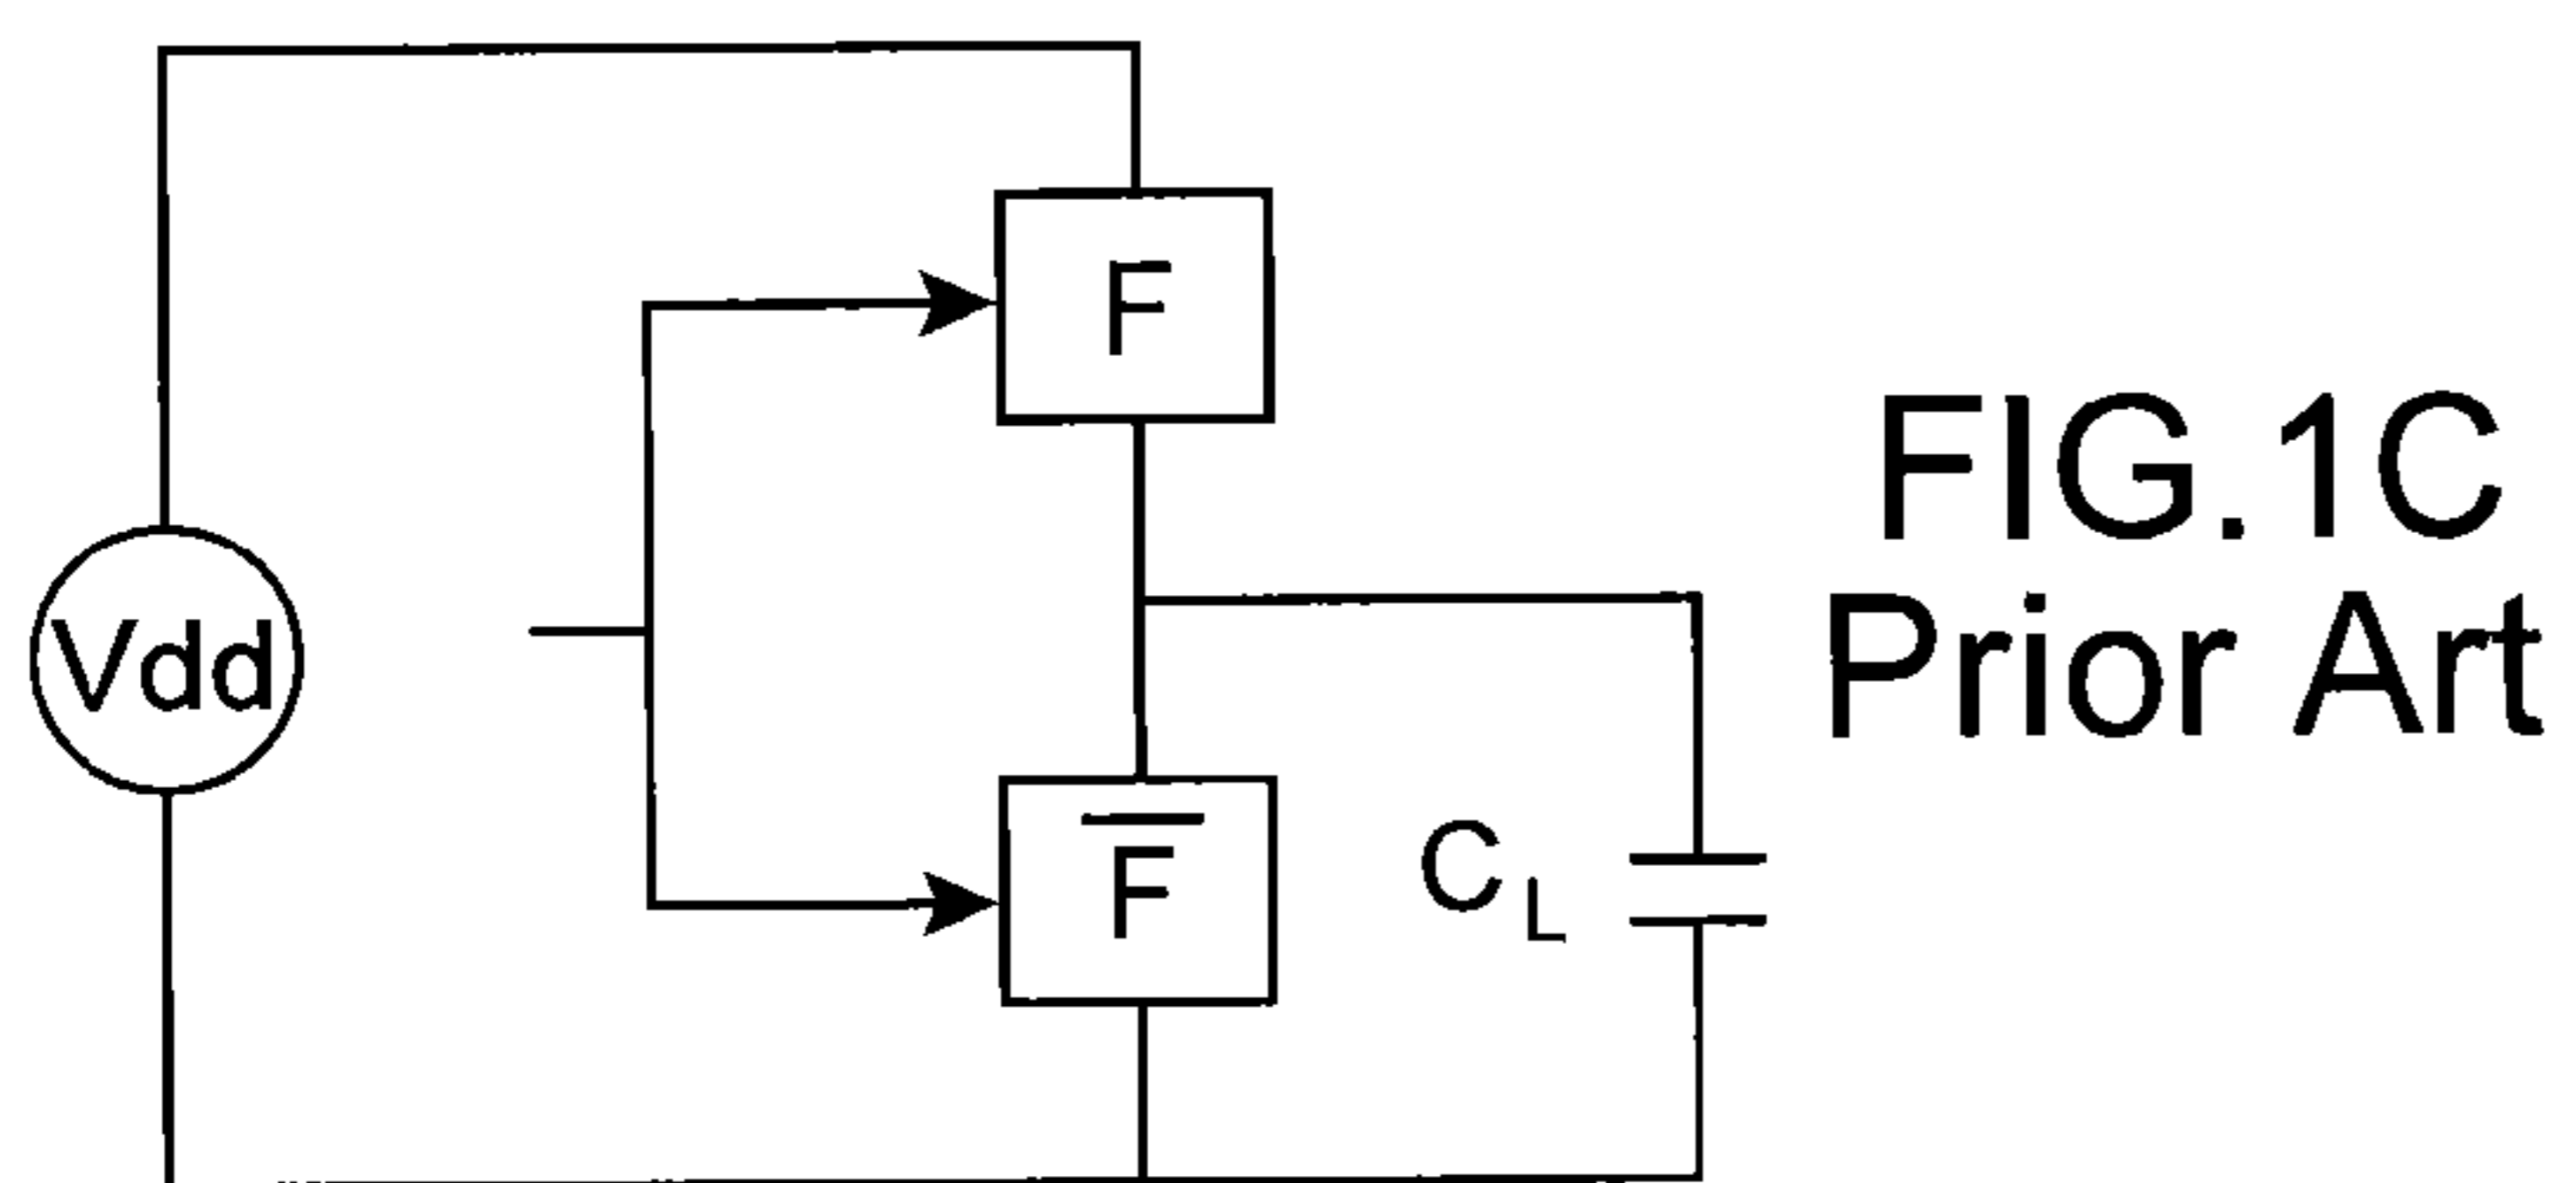 F
FIG.1C
Prior Art
Vdd
F̅
C L